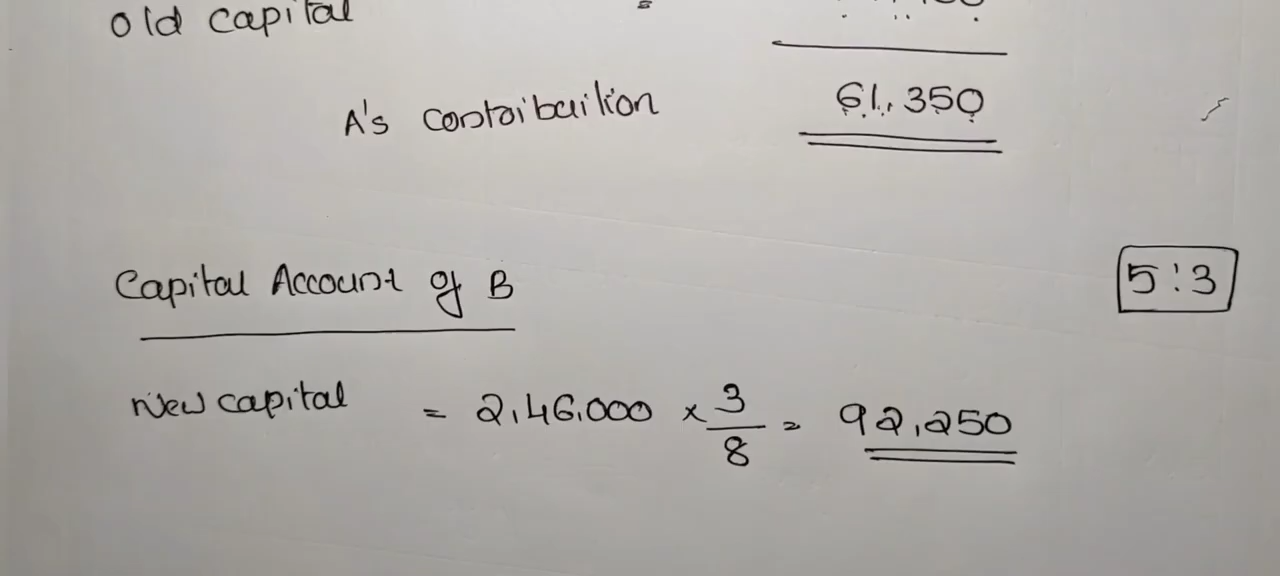 old capital =
A's contribution 61,350
5:3
Capital Account of B
New capital = 2,46,000 × 3/8 = 92,250